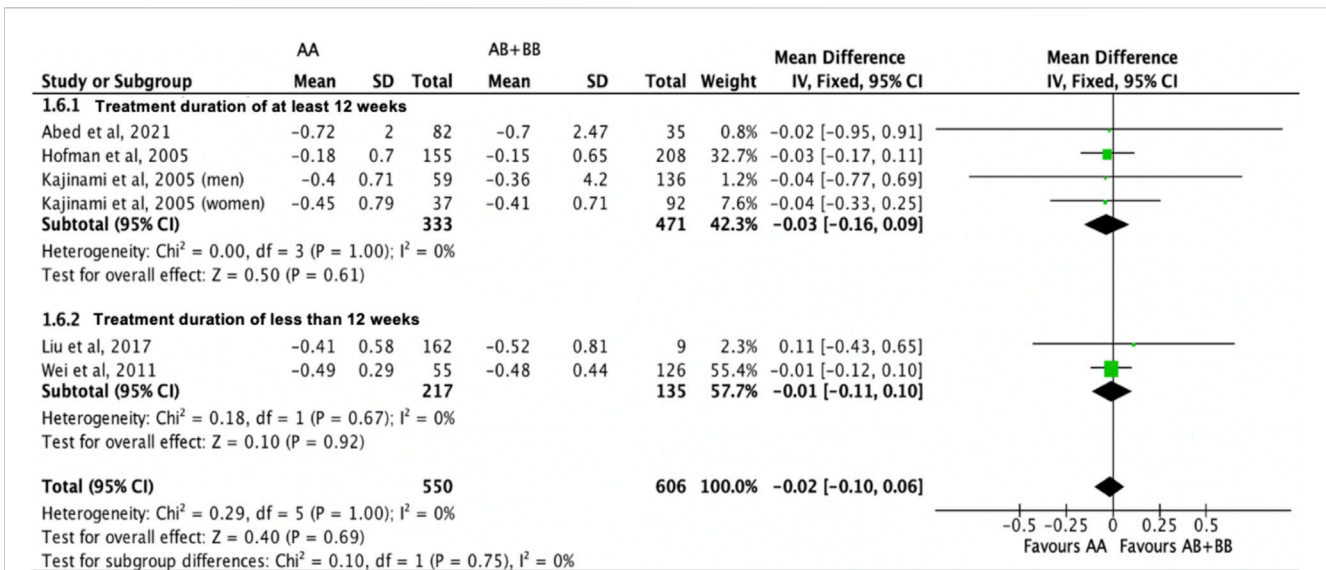 AA AB+BB Mean Difference Mean Difference
Study or Subgroup Mean SD Total Mean SD Total Weight IV, Fixed, 95% CI IV, Fixed, 95% CI
1.6.1 Treatment duration of at least 12 weeks
Abed et al, 2021 −0.72 2 82 −0.7 2.47 35 0.8% −0.02 [−0.95, 0.91]
Hofman et al, 2005 −0.18 0.7 155 −0.15 0.65 208 32.7% −0.03 [−0.17, 0.11]
Kajinami et al, 2005 (men) −0.4 0.71 59 −0.36 4.2 136 1.2% −0.04 [−0.77, 0.69]
Kajinami et al, 2005 (women) −0.45 0.79 37 −0.41 0.71 92 7.6% −0.04 [−0.33, 0.25]
Subtotal (95% CI) 333 471 42.3% −0.03 [−0.16, 0.09]
Heterogeneity: Chi² = 0.00, df = 3 (P = 1.00); I² = 0%
Test for overall effect: Z = 0.50 (P = 0.61)
1.6.2 Treatment duration of less than 12 weeks
Liu et al, 2017 −0.41 0.58 162 −0.52 0.81 9 2.3% 0.11 [−0.43, 0.65]
Wei et al, 2011 −0.49 0.29 55 −0.48 0.44 126 55.4% −0.01 [−0.12, 0.10]
Subtotal (95% CI) 217 135 57.7% −0.01 [−0.11, 0.10]
Heterogeneity: Chi² = 0.18, df = 1 (P = 0.67); I² = 0%
Test for overall effect: Z = 0.10 (P = 0.92)
Total (95% CI) 550 606 100.0% −0.02 [−0.10, 0.06]
Heterogeneity: Chi² = 0.29, df = 5 (P = 1.00); I² = 0%
Test for overall effect: Z = 0.40 (P = 0.69)
Test for subgroup differences: Chi² = 0.10, df = 1 (P = 0.75), I² = 0%
−0.5 −0.25 0 0.25 0.5
Favours AA Favours AB+BB